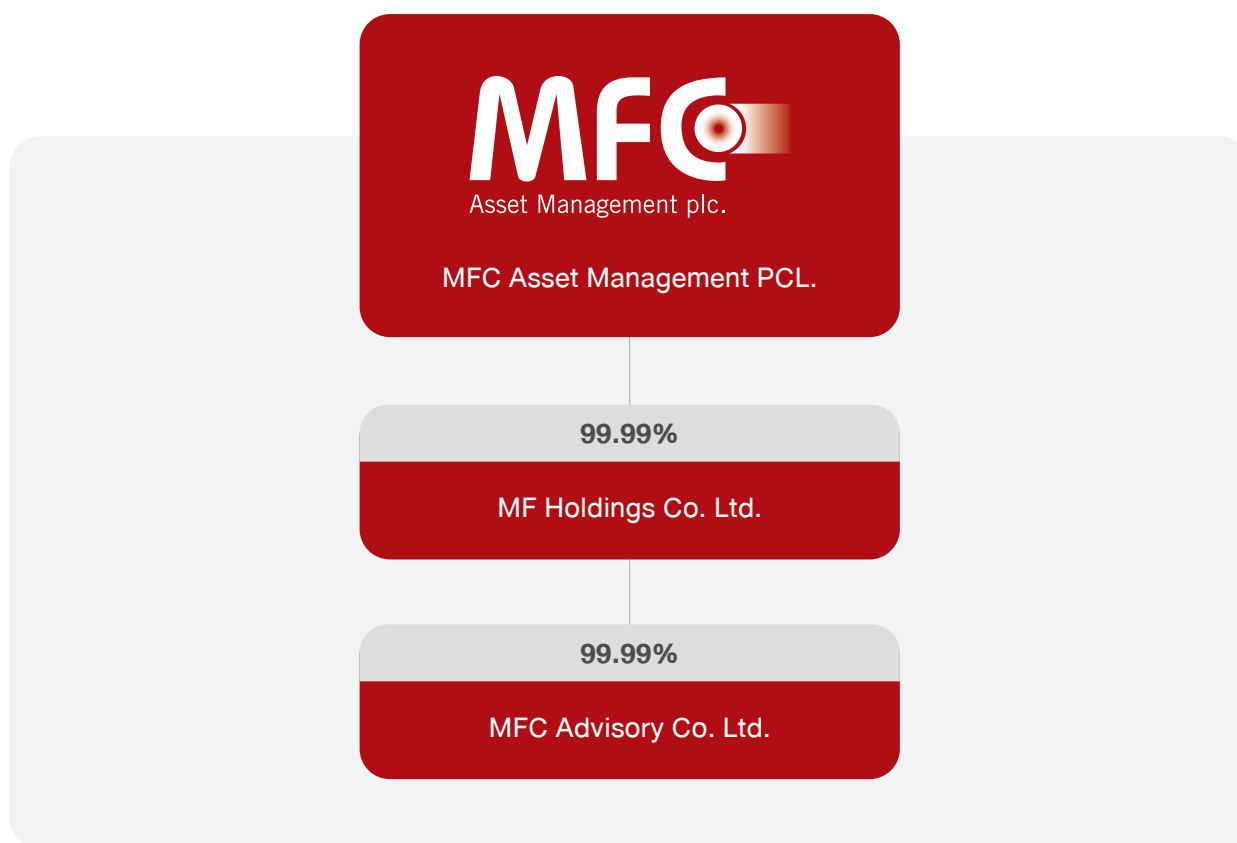 MFC
Asset Management plc.
MFC Asset Management PCL.
99.99%
MF Holdings Co. Ltd.
99.99%
MFC Advisory Co. Ltd.